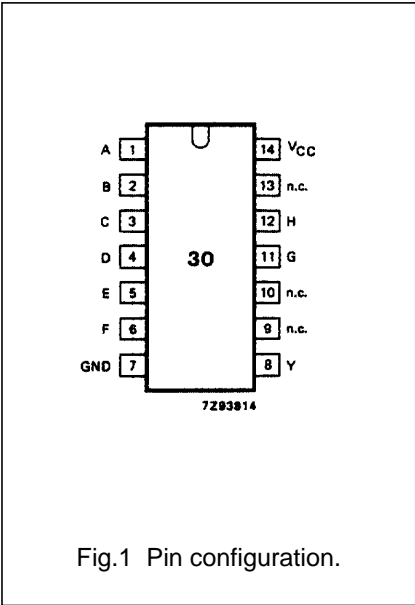 A 1 14 VCC
B 2 13 n.c.
C 3 12 H
D 4 30 11 G
E 5 10 n.c.
F 6 9 n.c.
GND 7 8 Y
7Z93914
Fig.1 Pin configuration.